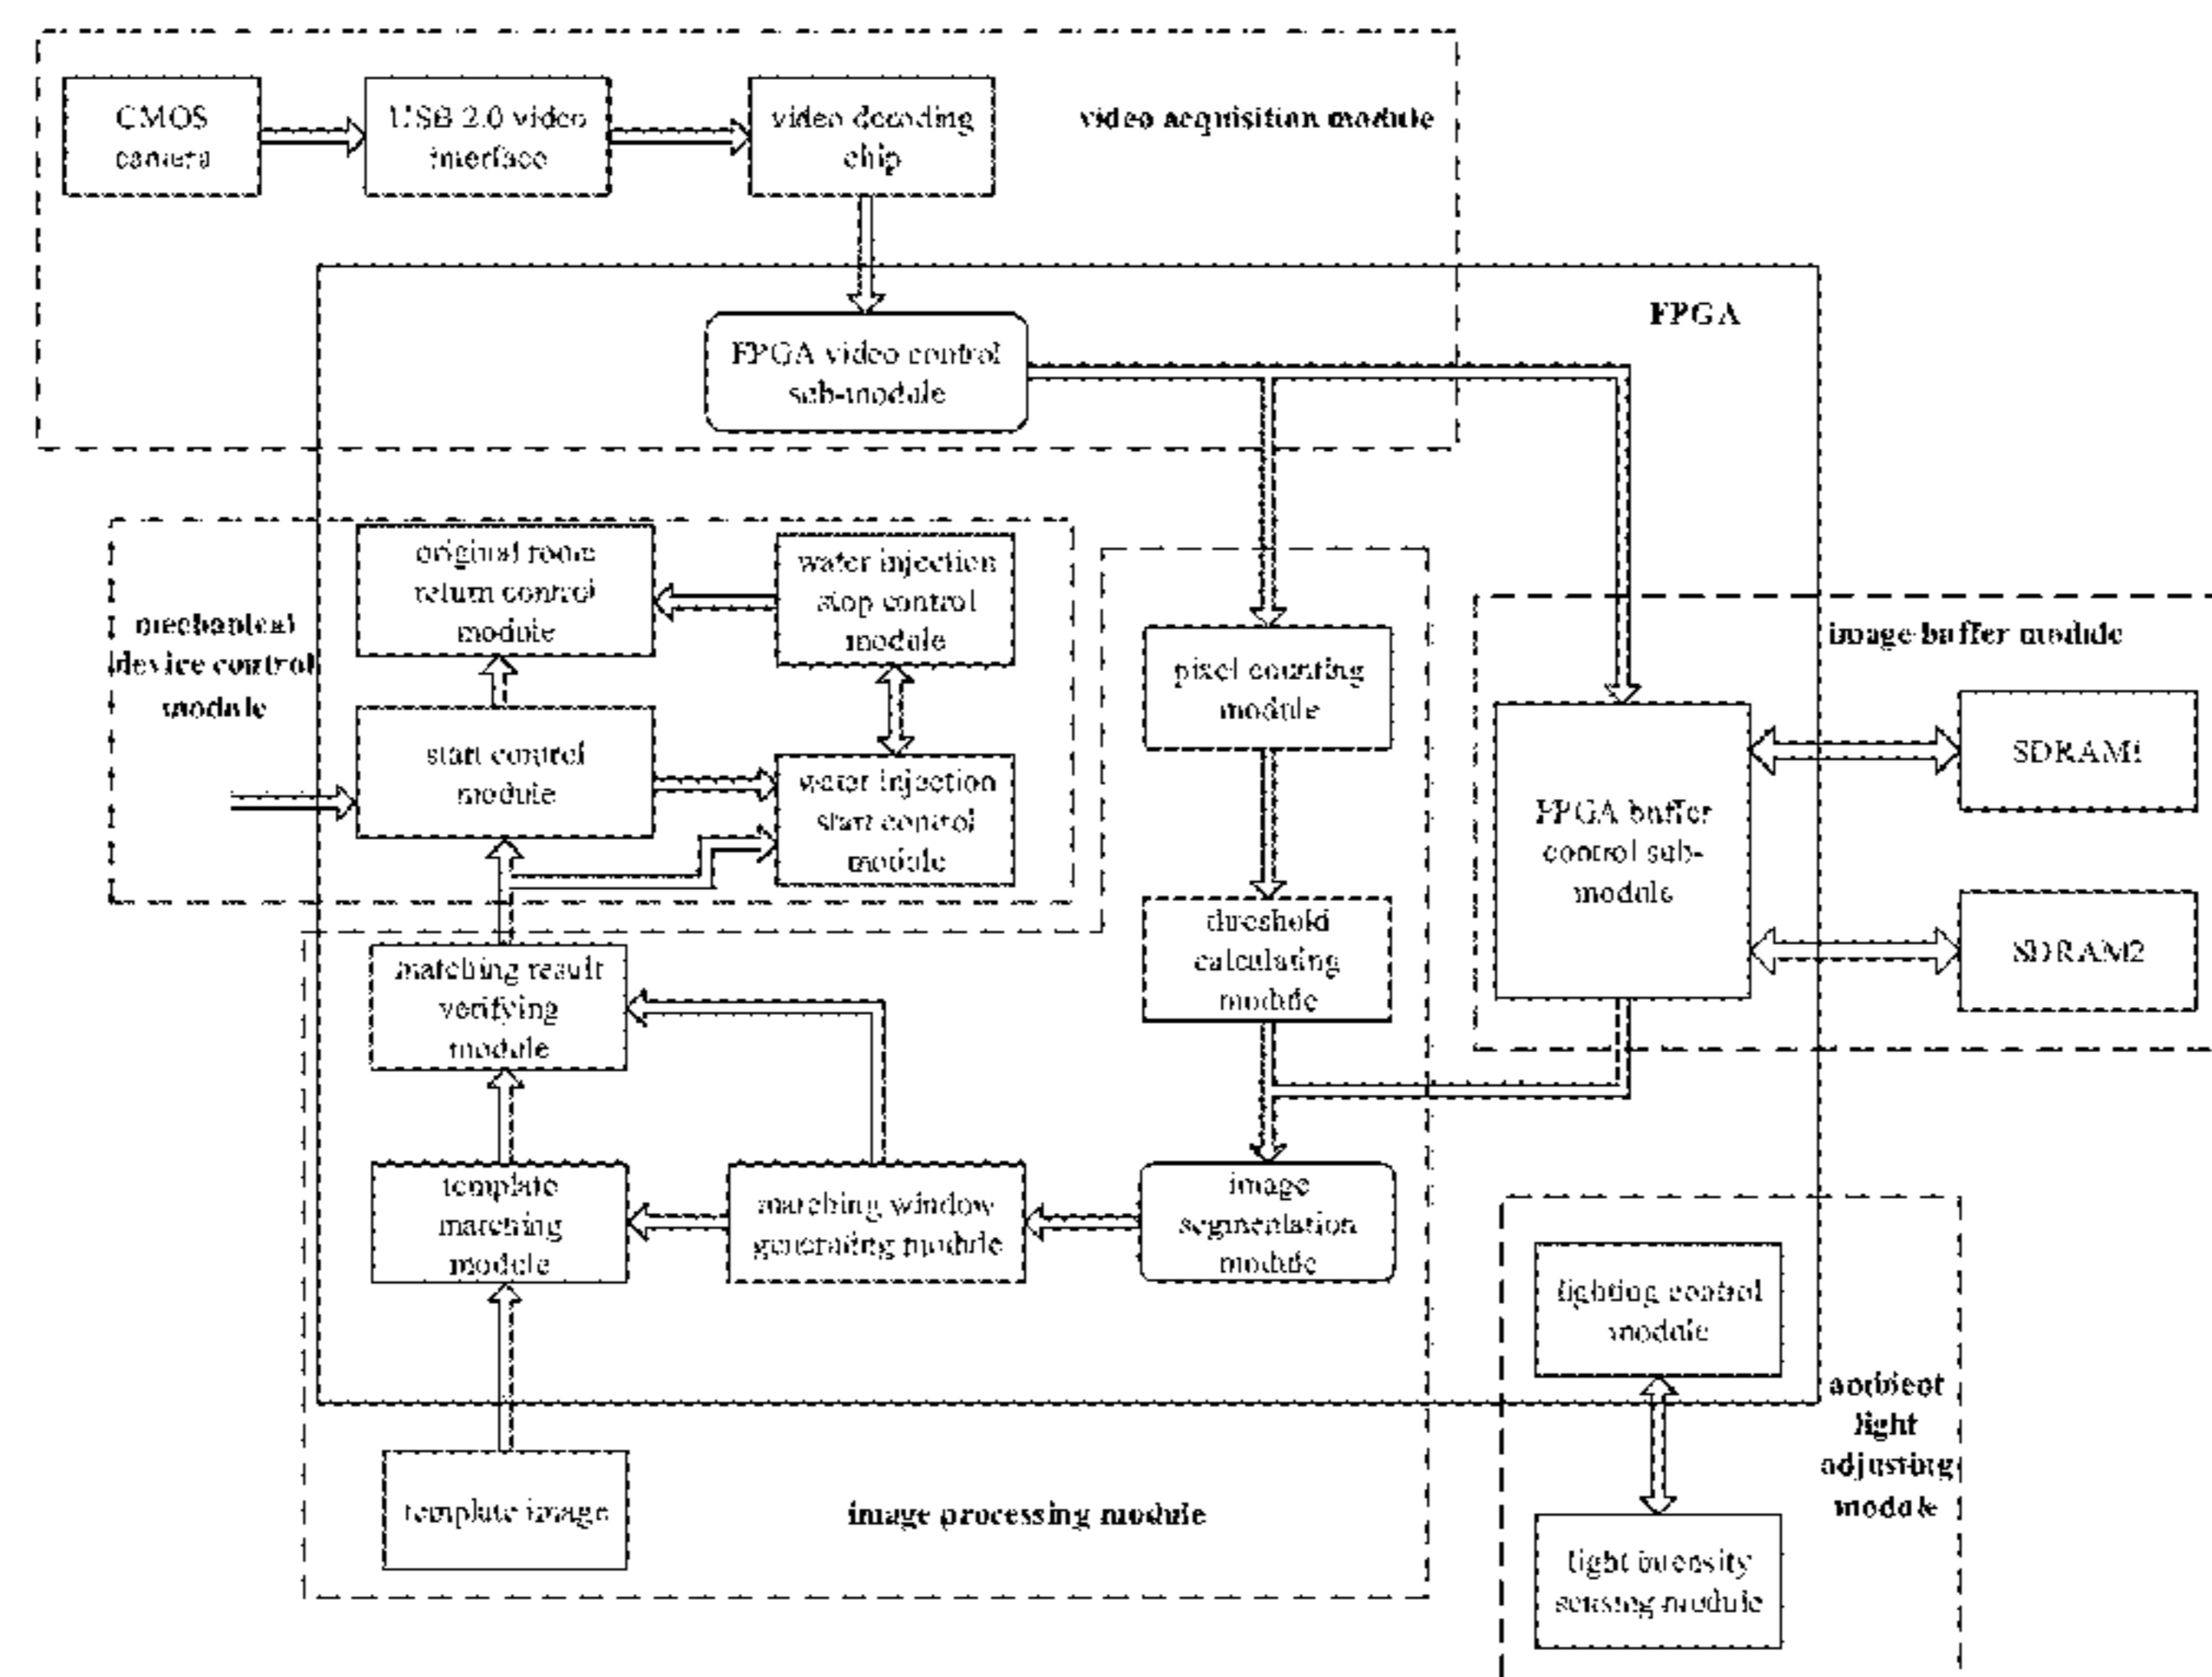 CMOS
camera
USB 2.0 video
interface
video decoding
chip
video acquisition module
FPGA
FPGA video control
sub-module
original room
return control
module
water injection
stop control
module
mechanical
device control
module
start control
module
water injection
start control
module
pixel counting
module
image buffer module
SDRAM1
FPGA buffer
control sub-
module
SDRAM2
threshold
calculating
module
matching result
verifying
module
template
matching
module
matching window
generating module
image
segmentation
module
lighting control
module
ambient
light
adjusting
module
template image
image processing module
light intensity
sensing module